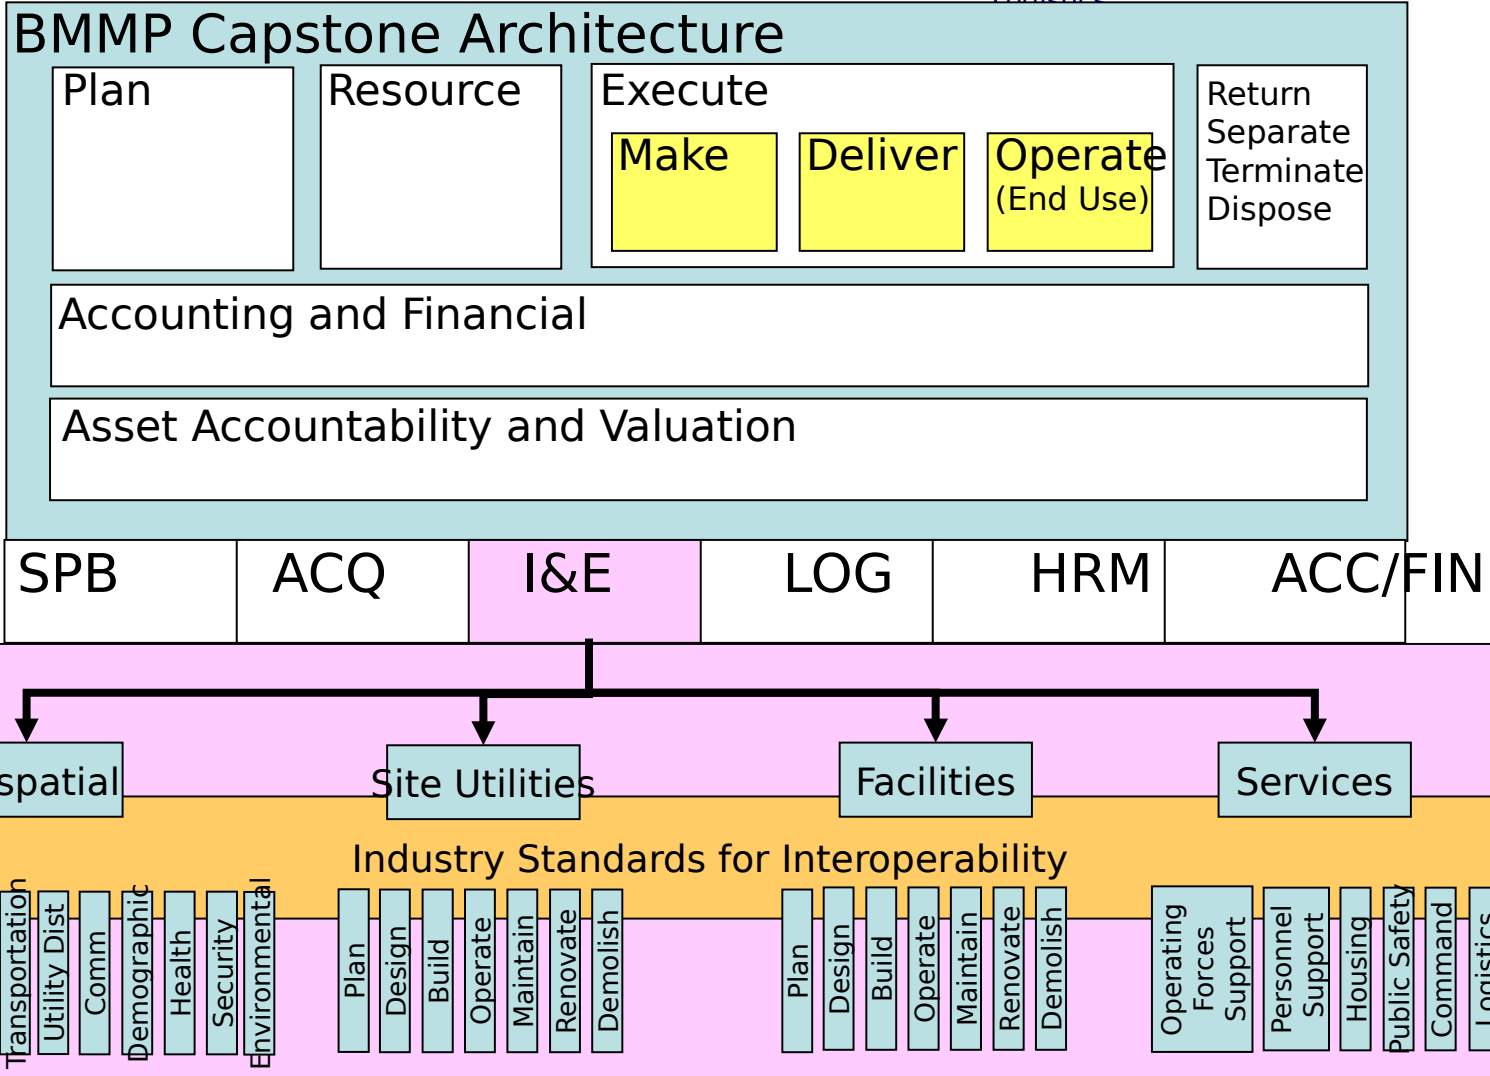 BMMP Capstone Architecture
Plan
Resource
Execute
Make
Deliver
Operate
(End Use)
Return
Separate
Terminate
Dispose
Accounting and Financial
Asset Accountability and Valuation
SPB
ACQ
I&E
LOG
HRM
ACC/FIN
spatial
Site Utilities
Facilities
Services
Industry Standards for Interoperability
Transportation
Utility Dist
Comm
Demographic
Health
Security
Environmental
Plan
Design
Build
Operate
Maintain
Renovate
Demolish
Plan
Design
Build
Operate
Maintain
Renovate
Demolish
Operating
Forces
Support
Personnel
Support
Housing
Public Safety
Command
Logistics